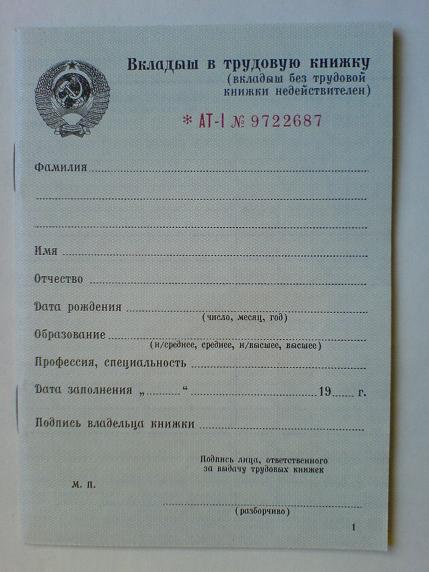 Вкладыш в трудовую книжку
(вкладыш без трудовой
книжки недействителен)
* АТ-I № 9722687
Фамилия
Имя
Отчество
Дата рождения
(число, месяц, год)
Образование
(н/среднее, среднее, н/высшее, высшее)
Профессия, специальность
Дата заполнения „ “ 19 г.
Подпись владельца книжки
Подпись лица, ответственного
за выдачу трудовых книжек
М. П.
(разборчиво)
1